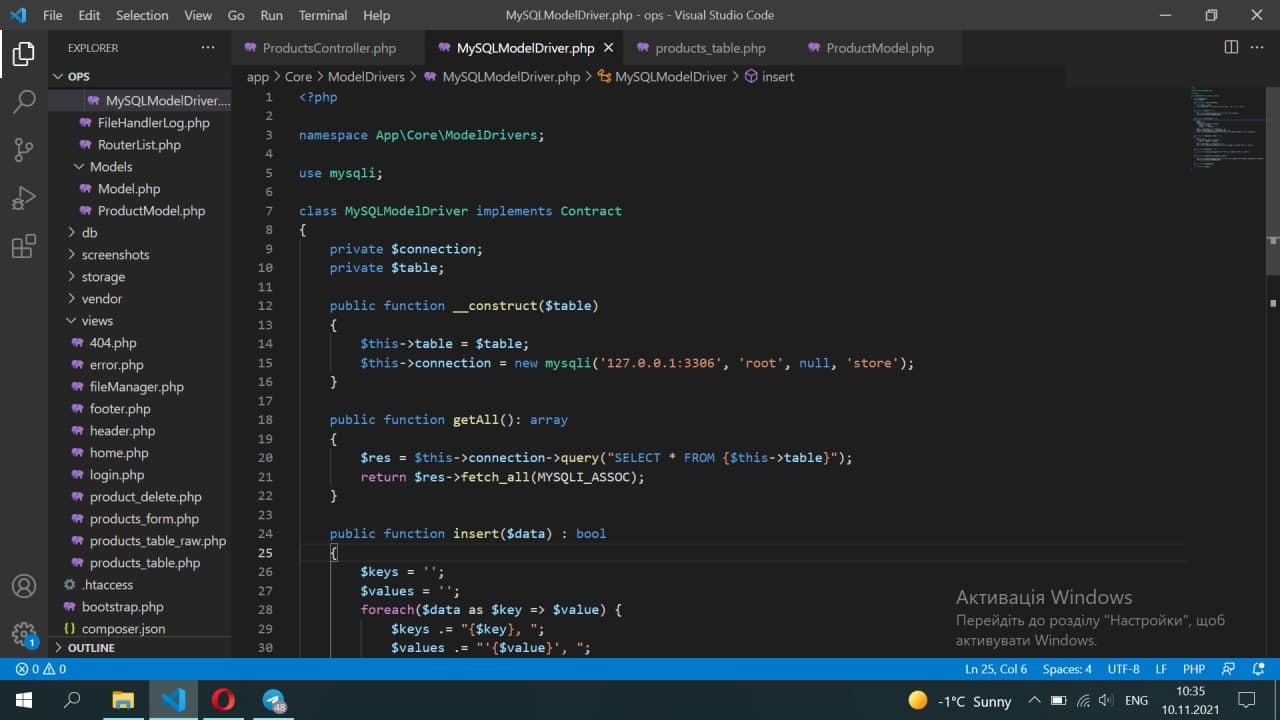 File Edit Selection View Go Run Terminal Help MySQLModelDriver.php - ops - Visual Studio Code
EXPLORER
OPS
MySQLModelDriver....
FileHandlerLog.php
RouterList.php
Models
Model.php
ProductModel.php
db
screenshots
storage
vendor
views
404.php
error.php
fileManager.php
footer.php
header.php
home.php
login.php
product_delete.php
products_form.php
products_table_raw.php
products_table.php
.htaccess
bootstrap.php
{} composer.json
OUTLINE
1
ProductsController.php MySQLModelDriver.php products_table.php ProductModel.php
app > Core > ModelDrivers > MySQLModelDriver.php > MySQLModelDriver > insert
1 <?php
2
3 namespace App\Core\ModelDrivers;
4
5 use mysqli;
6
7 class MySQLModelDriver implements Contract
8 {
9 private $connection;
10 private $table;
11
12 public function __construct($table)
13 {
14 $this->table = $table;
15 $this->connection = new mysqli('127.0.0.1:3306', 'root', null, 'store');
16 }
17
18 public function getAll(): array
19 {
20 $res = $this->connection->query("SELECT * FROM {$this->table}");
21 return $res->fetch_all(MYSQLI_ASSOC);
22 }
23
24 public function insert($data) : bool
25 {
26 $keys = '';
27 $values = '';
28 foreach($data as $key => $value) {
29 $keys .= "{$key}, ";
30 $values .= "'{$value}', ";
Активація Windows
Перейдіть до розділу "Настройки", щоб
активувати Windows.
0 0 Ln 25, Col 6 Spaces: 4 UTF-8 LF PHP
48 -1°C Sunny ENG 10:35
10.11.2021